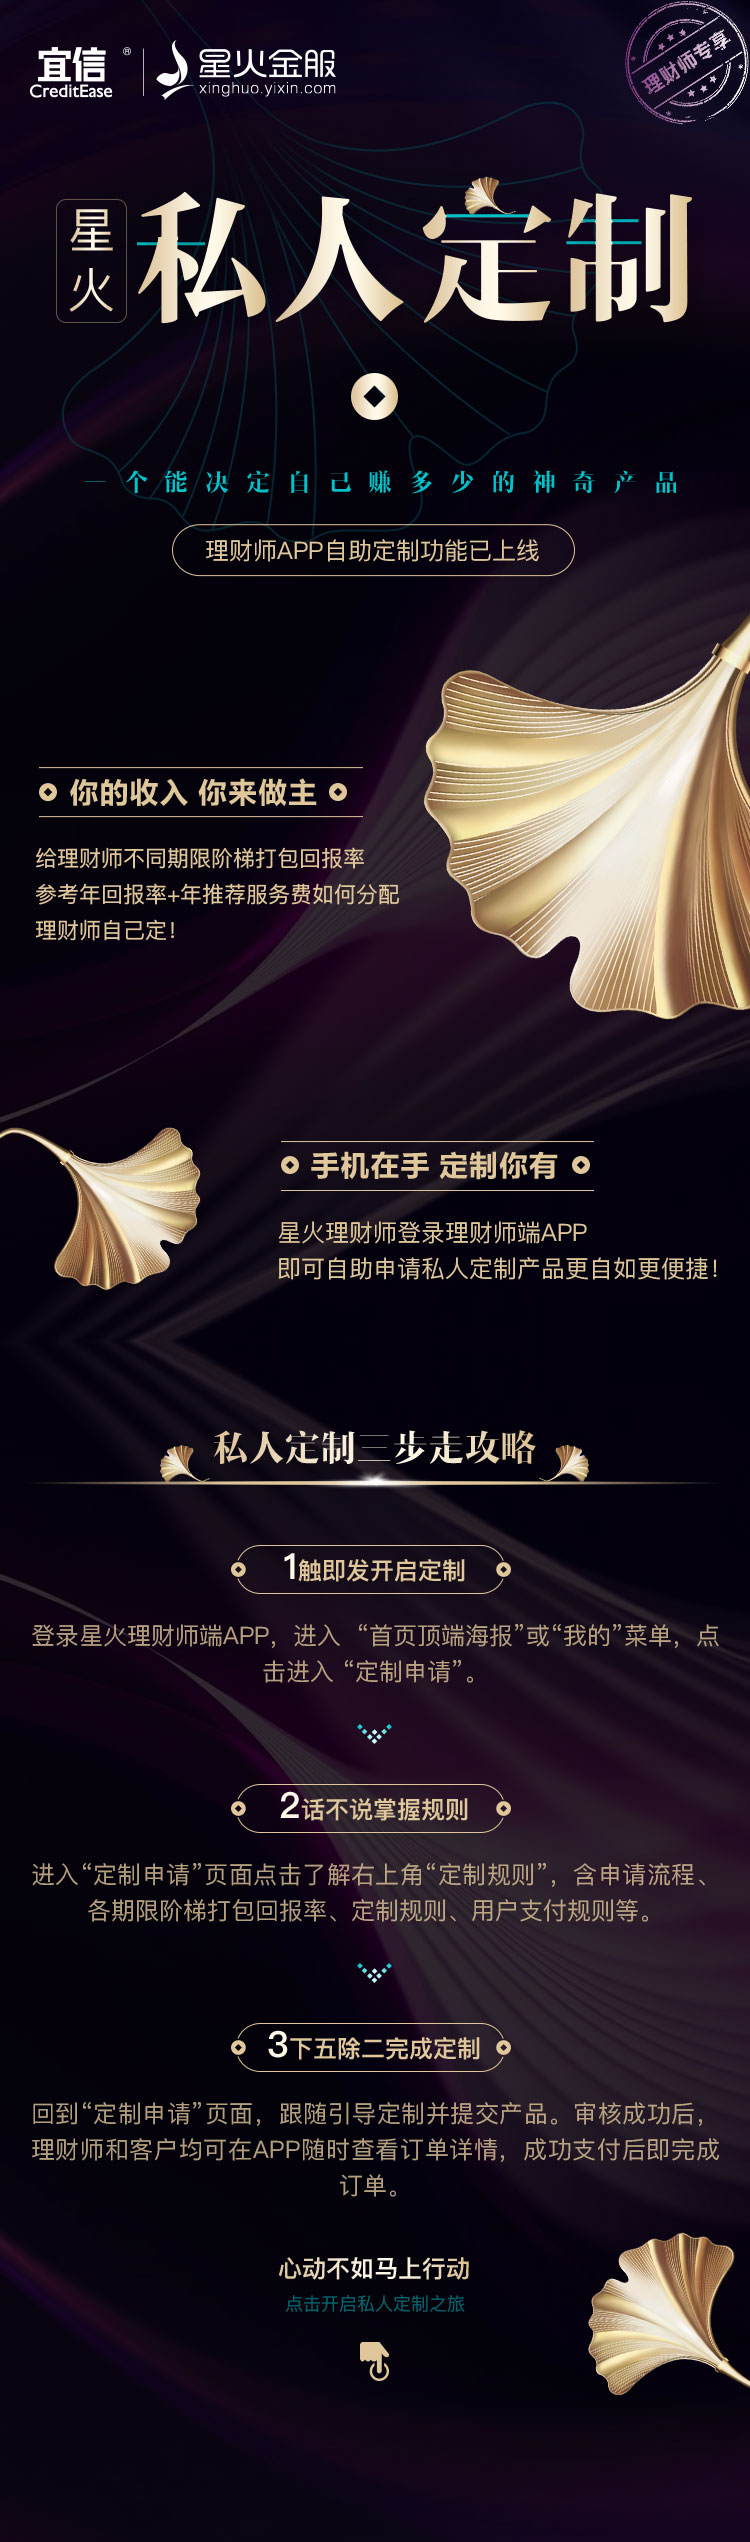 宜信®
CreditEase
星火金服
xinghuo.yixin.com
理财师专享
星火
私人定制
一个能决定自己赚多少的神奇产品
理财师APP自助定制功能已上线
你的收入 你来做主
给理财师不同期限阶梯打包回报率
参考年回报率+年推荐服务费如何分配
理财师自己定！
手机在手 定制你有
星火理财师登录理财师端APP
即可自助申请私人定制产品更自如更便捷！
私人定制三步走攻略
1触即发开启定制
登录星火理财师端APP，进入 “首页顶端海报”或“我的”菜单，点
击进入 “定制申请”。
2话不说掌握规则
进入“定制申请”页面点击了解右上角“定制规则”，含申请流程、
各期限阶梯打包回报率、定制规则、用户支付规则等。
3下五除二完成定制
回到“定制申请”页面，跟随引导定制并提交产品。审核成功后，
理财师和客户均可在APP随时查看订单详情，成功支付后即完成
订单。
心动不如马上行动
点击开启私人定制之旅